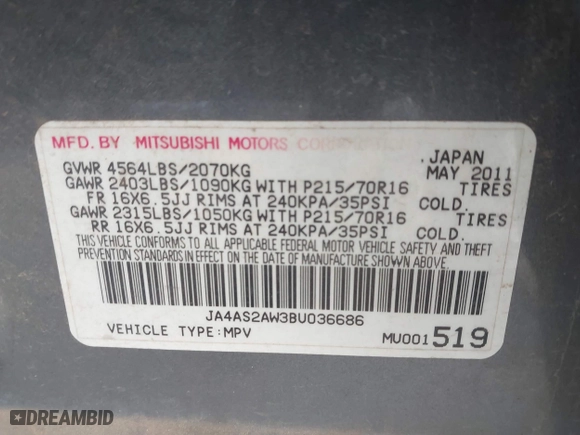 MFD. BY MITSUBISHI MOTORS CORPORATION
GVWR 4564LBS/2070KG JAPAN
MAY 2011
GAWR 2403LBS/1090KG WITH P215/70R16 TIRES
FR 16X6.5JJ RIMS AT 240KPA/35PSI COLD.
GAWR 2315LBS/1050KG WITH P215/70R16 TIRES
RR 16X6.5JJ RIMS AT 240KPA/35PSI COLD.
THIS VEHICLE CONFORMS TO ALL APPLICABLE FEDERAL MOTOR VEHICLE SAFETY AND THEFT
PREVENTION STANDARDS IN EFFECT ON THE DATE OF MANUFACTURE SHOWN ABOVE.
JA4AS2AW3BU036686
VEHICLE TYPE:MPV MU001519
DREAMBID